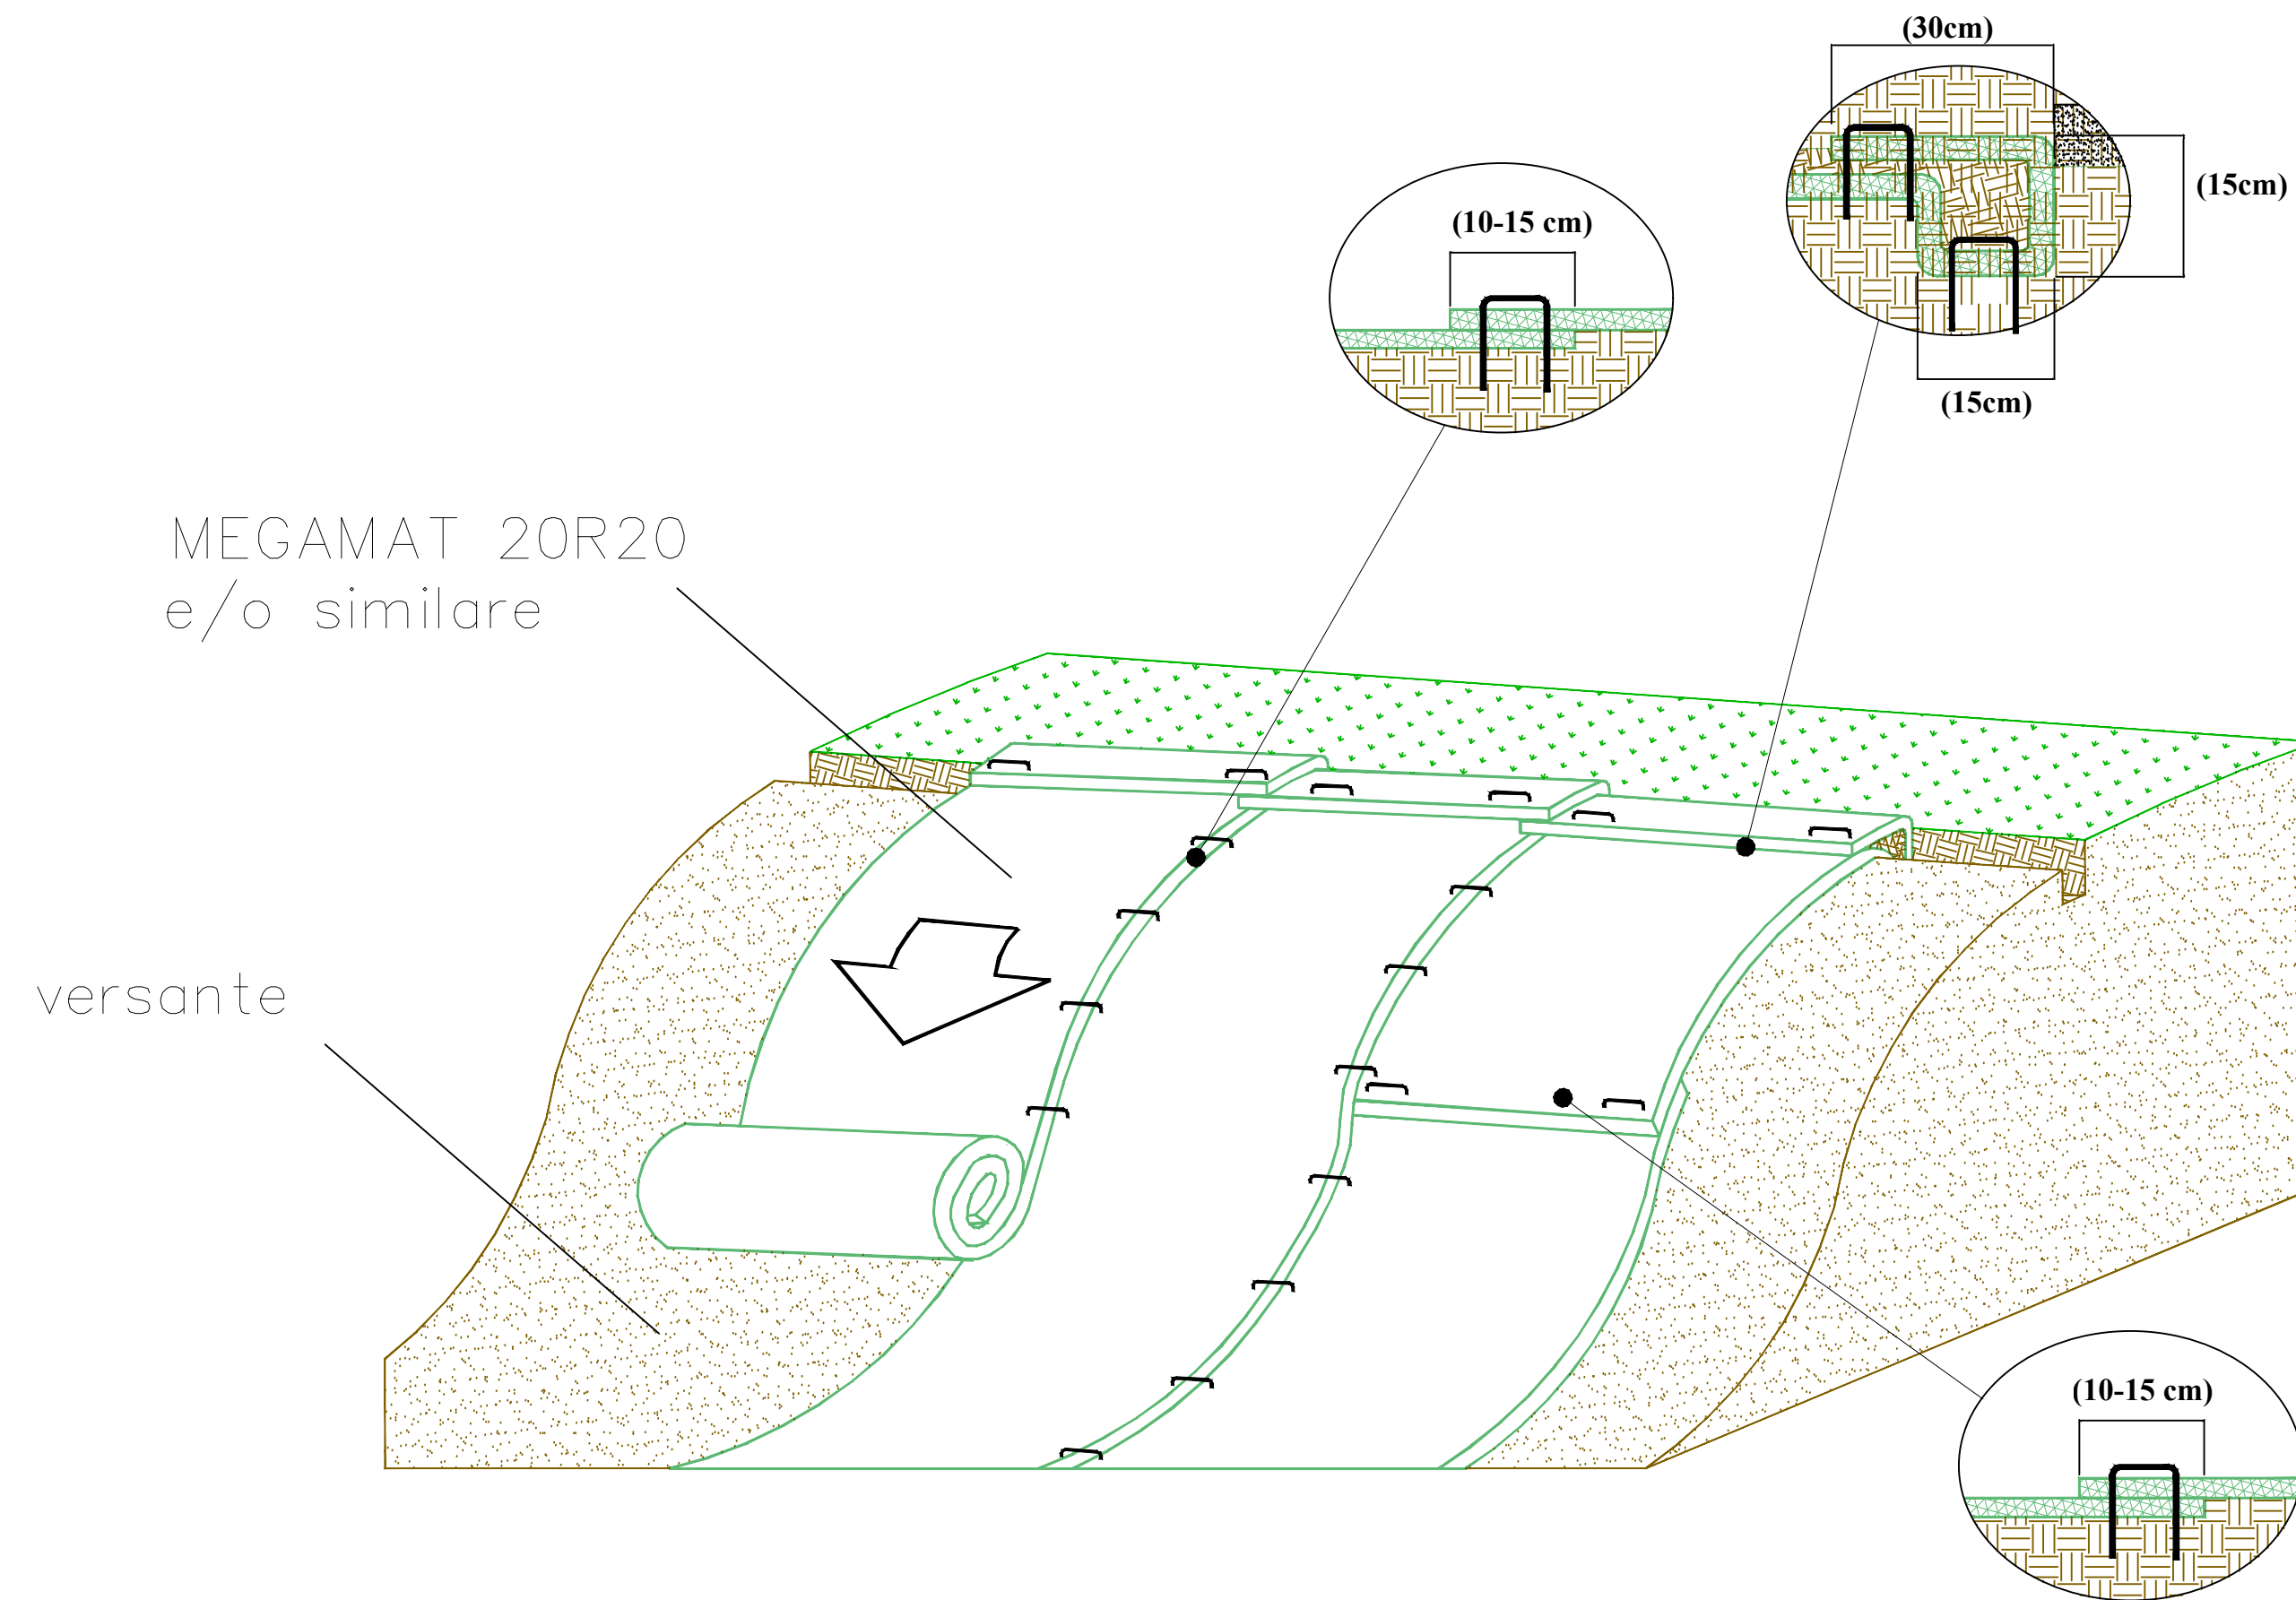 (30cm)
(15cm)
(10-15 cm)
(15cm)
MEGAMAT 20R20
e/o similare
versante
(10-15 cm)